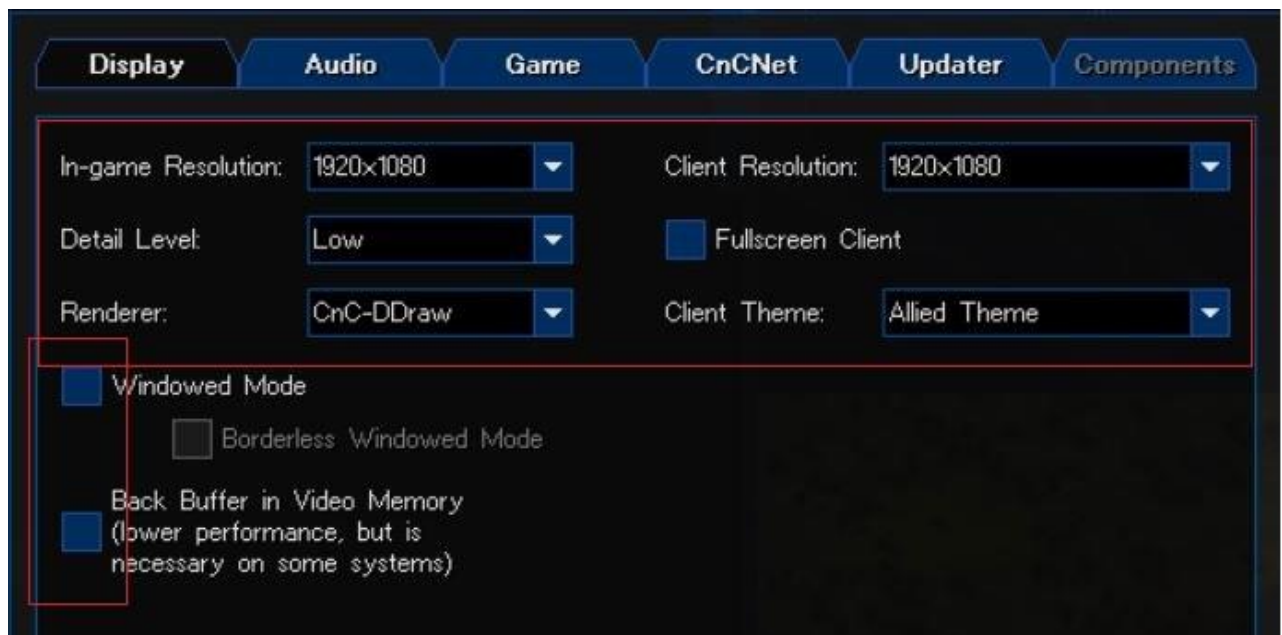 Display Audio Game CnCNet Updater Components
In-game Resolution: 1920x1080 Client Resolution: 1920x1080
Detail Level: Low Fullscreen Client
Renderer: CnC-DDraw Client Theme: Allied Theme
Windowed Mode
Borderless Windowed Mode
Back Buffer in Video Memory
(lower performance, but is
necessary on some systems)